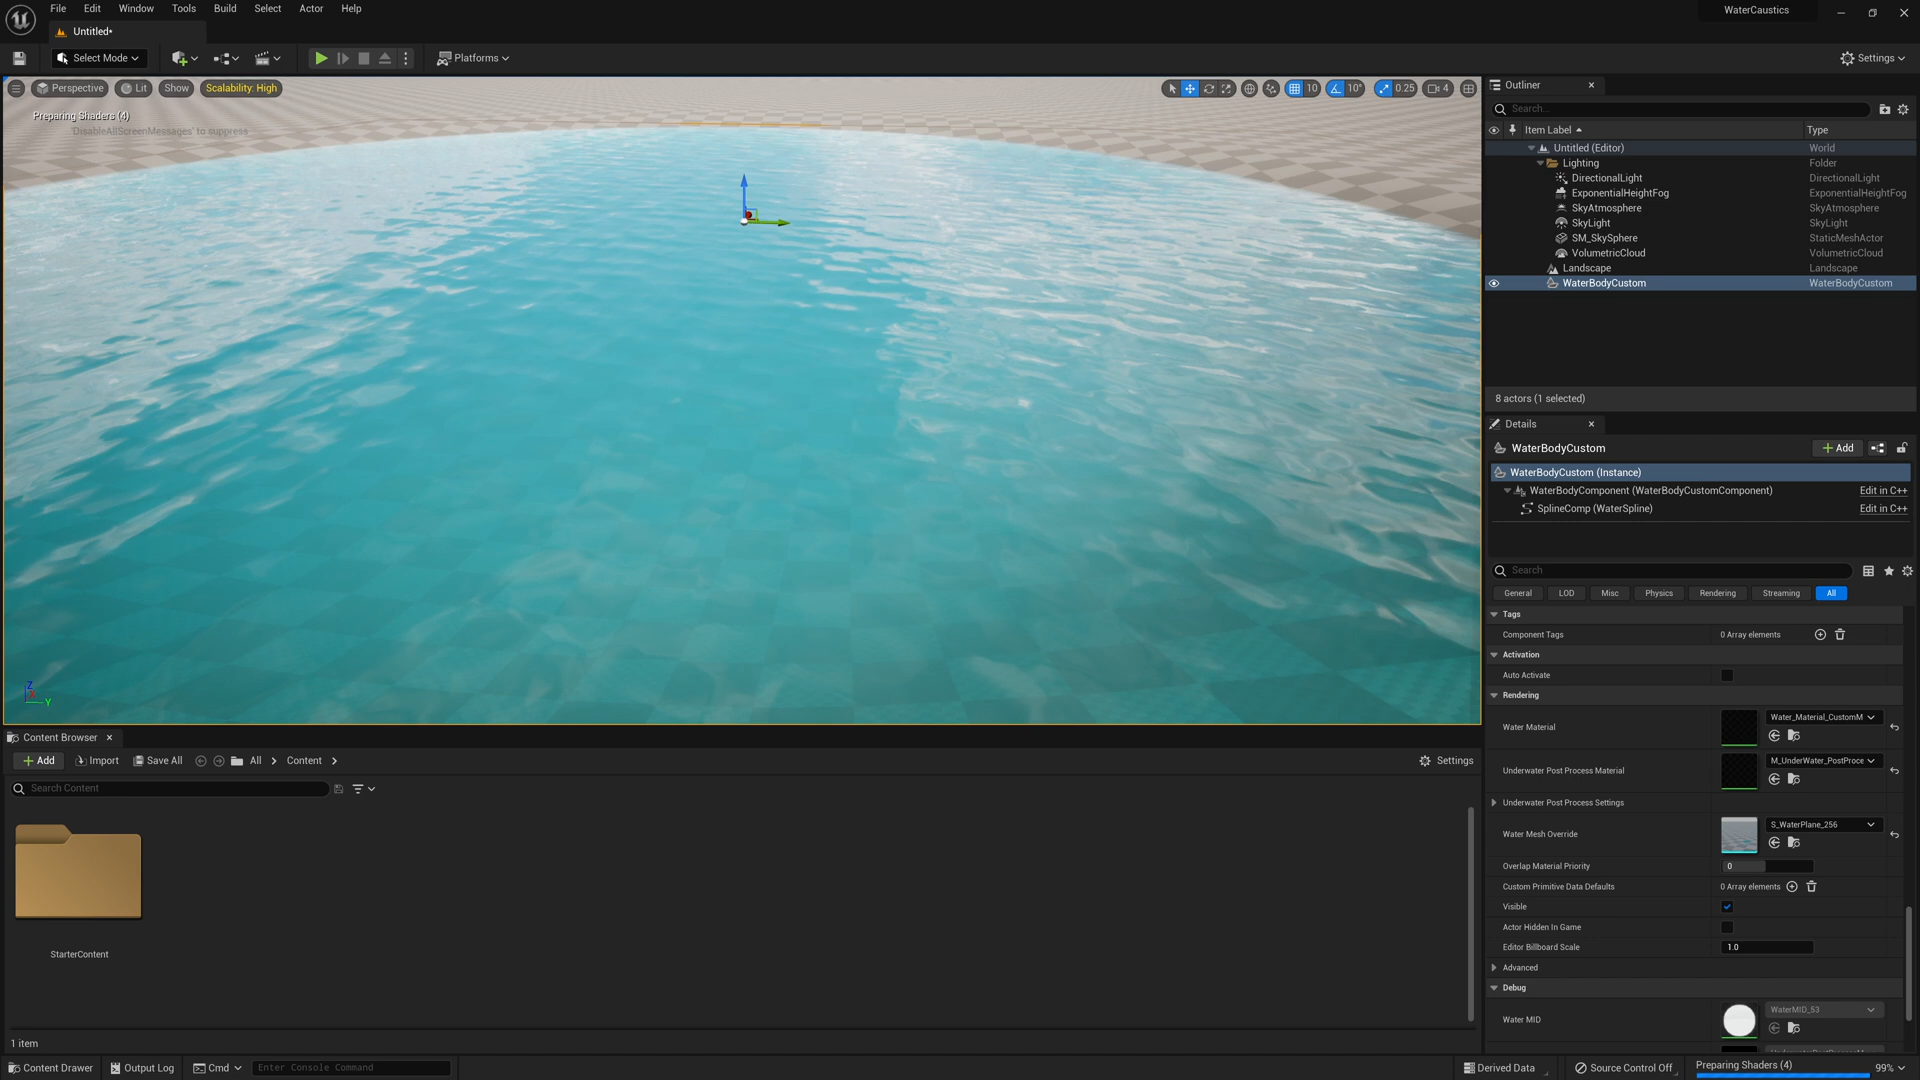 File Edit Window Tools Build Select Actor Help
WaterCaustics
Untitled*
Select Mode
Platforms
Settings
Perspective Lit Show Scalability: High
10 10° 0.25 4
Preparing Shaders (4)
'DisableAllScreenMessages' to suppress
Z
X
Y
Outliner
Search...
Item Label Type
Untitled (Editor) World
Lighting Folder
DirectionalLight DirectionalLight
ExponentialHeightFog ExponentialHeightFog
SkyAtmosphere SkyAtmosphere
SkyLight SkyLight
SM_SkySphere StaticMeshActor
VolumetricCloud VolumetricCloud
Landscape Landscape
WaterBodyCustom WaterBodyCustom
8 actors (1 selected)
Details
WaterBodyCustom
Add
WaterBodyCustom (Instance)
WaterBodyComponent (WaterBodyCustomComponent) Edit in C++
SplineComp (WaterSpline) Edit in C++
Search
General LOD Misc Physics Rendering Streaming All
Tags
Component Tags 0 Array elements
Activation
Auto Activate
Rendering
Water Material Water_Material_CustomM
Underwater Post Process Material M_UnderWater_PostProce
Underwater Post Process Settings
Water Mesh Override S_WaterPlane_256
Overlap Material Priority 0
Custom Primitive Data Defaults 0 Array elements
Visible
Actor Hidden In Game
Editor Billboard Scale 1.0
Advanced
Debug
Water MID WaterMID_53
Content Browser
Add Import Save All All Content
Settings
Search Content
StarterContent
1 item
Content Drawer Output Log Cmd Enter Console Command
Derived Data Source Control Off Preparing Shaders (4) 99%